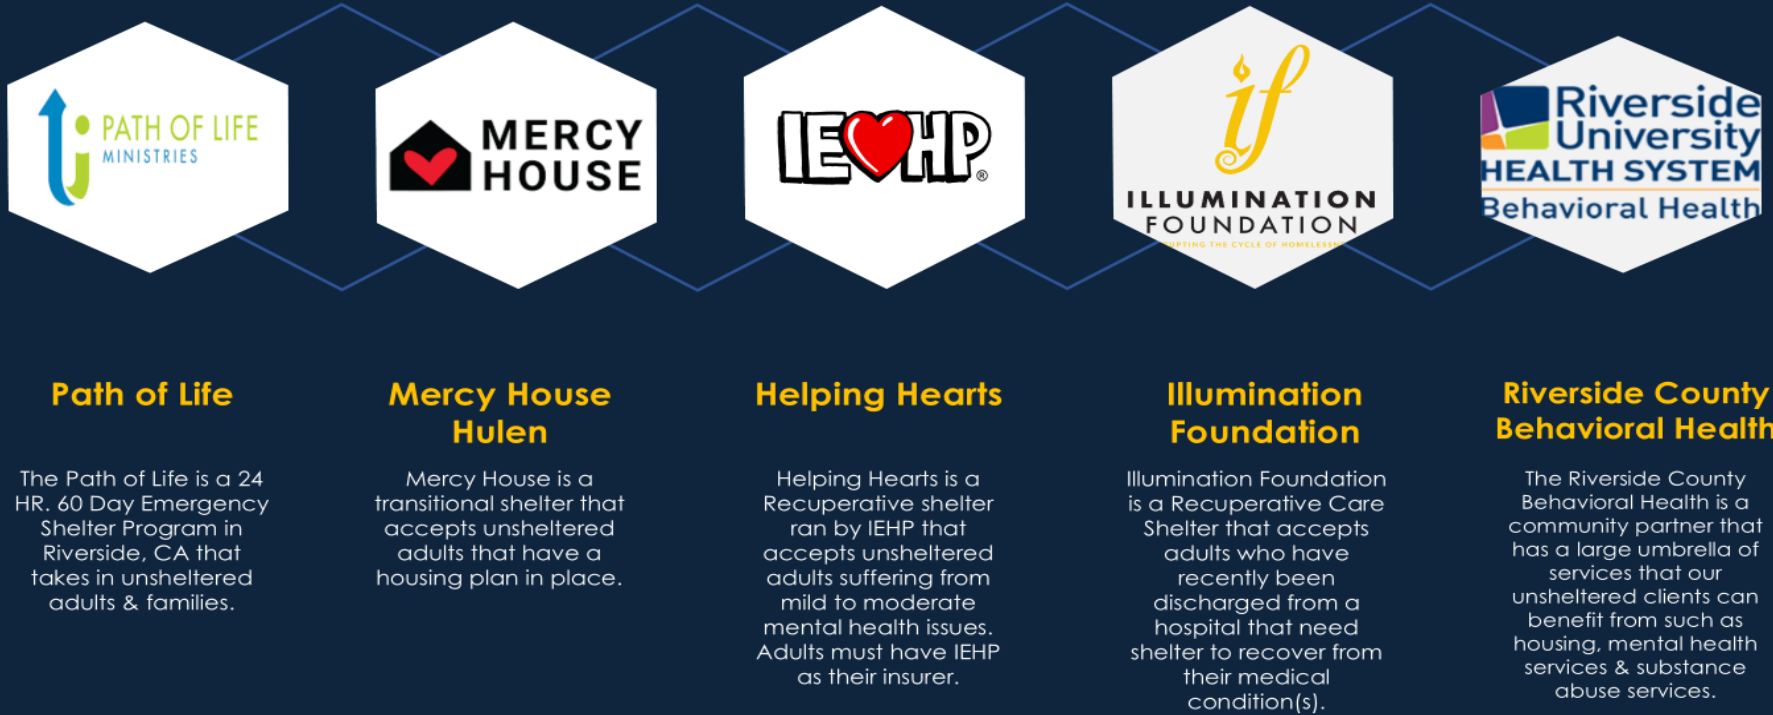 PATH OF LIFE
MINISTRIES
MERCY
HOUSE
IEHP®
if
ILLUMINATION
FOUNDATION
THE CYCLE OF
Riverside
University
HEALTH SYSTEM
Behavioral Health
Path of Life
The Path of Life is a 24
HR. 60 Day Emergency
Shelter Program in
Riverside, CA that
takes in unsheltered
adults & families.
Mercy House
Hulen
Mercy House is a
transitional shelter that
accepts unsheltered
adults that have a
housing plan in place.
Helping Hearts
Helping Hearts is a
Recuperative shelter
ran by IEHP that
accepts unsheltered
adults suffering from
mild to moderate
mental health issues.
Adults must have IEHP
as their insurer.
Illumination
Foundation
Illumination Foundation
is a Recuperative Care
Shelter that accepts
adults who have
recently been
discharged from a
hospital that need
shelter to recover from
their medical
condition(s).
Riverside County
Behavioral Health
The Riverside County
Behavioral Health is a
community partner that
has a large umbrella of
services that our
unsheltered clients can
benefit from such as
housing, mental health
services & substance
abuse services.